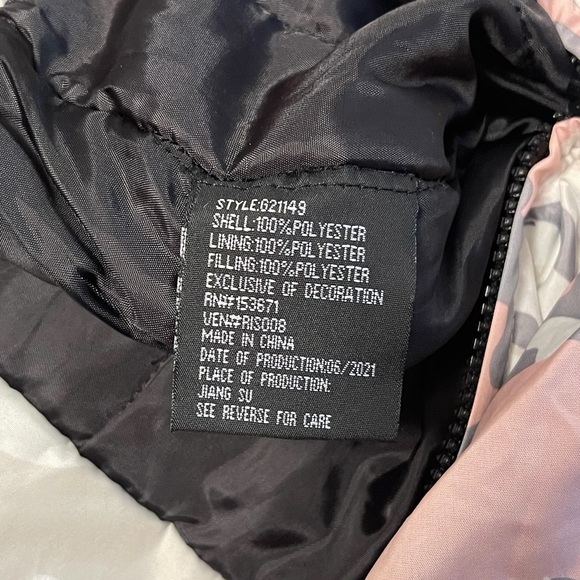 STYLE:621149
SHELL:100%POLYESTER
LINING:100%POLYESTER
FILLING:100%POLYESTER
EXCLUSIVE OF DECORATION
RN#153671
VEN#RIS008
MADE IN CHINA
DATE OF PRODUCTION:06/2021
PLACE OF PRODUCTION:
JIANG SU
SEE REVERSE FOR CARE